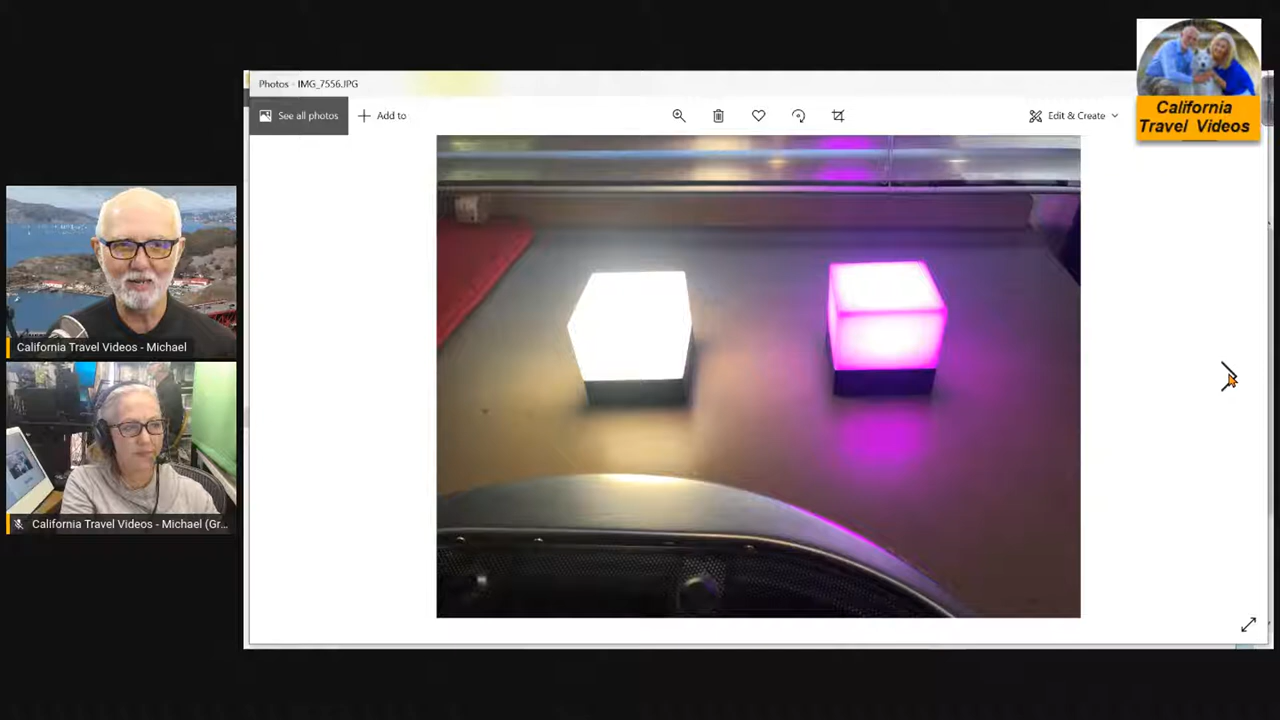 Photos - IMG_7556.JPG
See all photos
Add to
Edit & Create
California
Travel Videos
California Travel Videos - Michael
California Travel Videos - Michael (Gr...